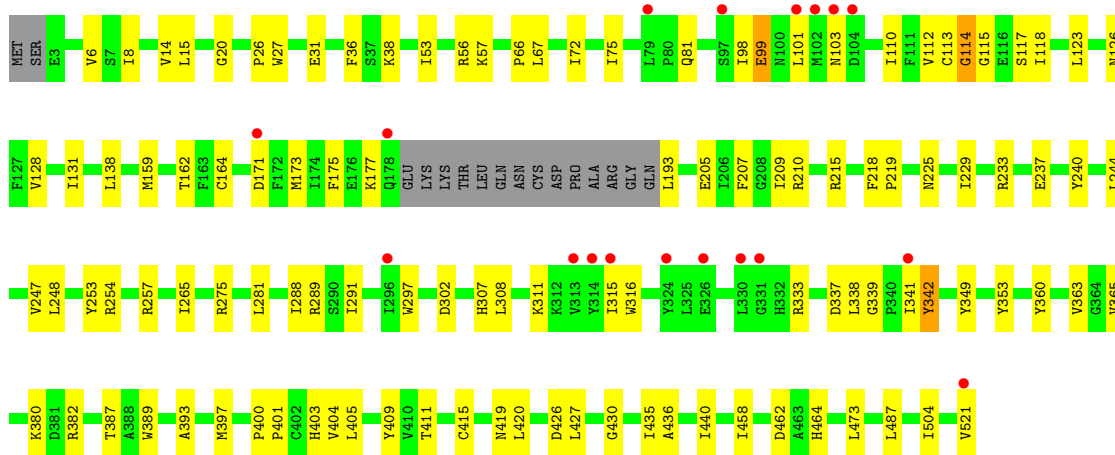 MET SER E3 V6 S7 I8 V14 L15 G20 P26 W27 E31 F36 S37 K38 I53 R56 K57 P66 L67 I72 I75 L79 P80 Q81 S97 I98 E99 N100 L101 M102 N103 D104 I110 F111 V112 C113 G114 G115 E116 S117 I118 L123 N126
F127 V128 I131 L138 M159 T162 F163 C164 D171 F172 M173 I174 F175 E176 K177 Q178 GLU LYS LYS THR LEU GLN ASN CYS ASP PRO ALA ARG GLY GLN L193 E205 I206 F207 G208 I209 R210 R215 F218 P219 N225 I229 R233 E237 Y240 L244
V247 L248 Y253 R254 R257 I265 R275 L281 I288 R289 S290 I291 I296 W297 D302 H307 L308 K311 K312 V313 Y314 I315 W316 Y324 L325 E326 L330 G331 H332 R333 D337 L338 G339 P340 I341 Y342 Y349 Y353 Y360 V363 G364 V365
K380 D381 R382 T387 A388 W389 A393 M397 P400 P401 C402 H403 V404 L405 Y409 V410 T411 C415 N419 L420 D426 L427 G430 I435 A436 I440 I458 D462 A463 H464 L473 L487 I504 V521